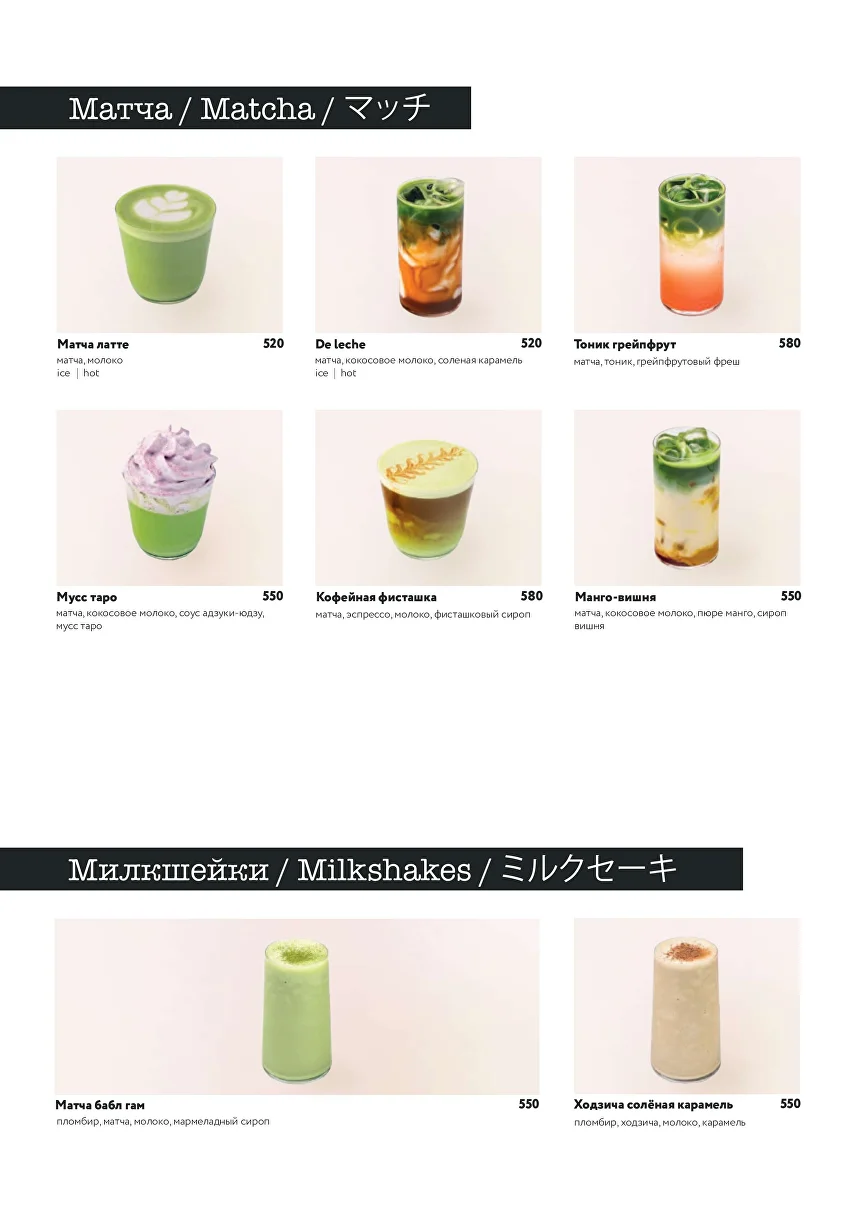 Матча / Matcha / マッチ
Матча латте 520
матча, молоко
ice | hot
De leche 520
матча, кокосовое молоко, соленая карамель
ice | hot
Тоник грейпфрут 580
матча, тоник, грейпфрутовый фреш
Мусс таро 550
матча, кокосовое молоко, соус адзуки-юдзу,
мусс таро
Кофейная фисташка 580
матча, эспрессо, молоко, фисташковый сироп
Манго-вишня 550
матча, кокосовое молоко, пюре манго, сироп
вишня
Милкшейки / Milkshakes / ミルクセーキ
Матча бабл гам 550
пломбир, матча, молоко, мармеладный сироп
Ходзича солёная карамель 550
пломбир, ходзича, молоко, карамель